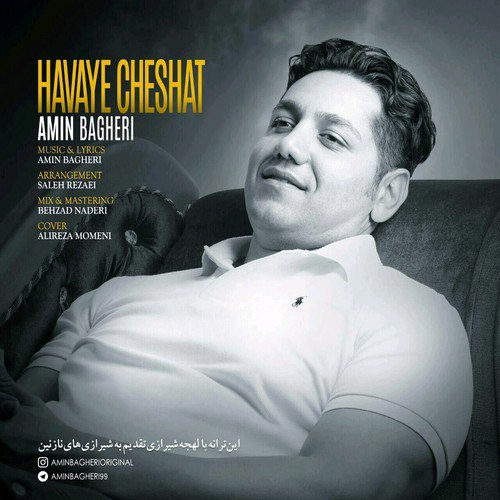 HAVAYE CHESHAT
AMIN BAGHERI
MUSIC & LYRICS
AMIN BAGHERI
ARRANGEMENT
SALEH REZAEI
MIX & MASTERING
BEHZAD NADERI
COVER
ALIREZA MOMENI
این ترانه با لهجه شیرازی تقدیم به شیرازی های نازنین
AMINBAGHERIORIGINAL
AMINBAGHERI99